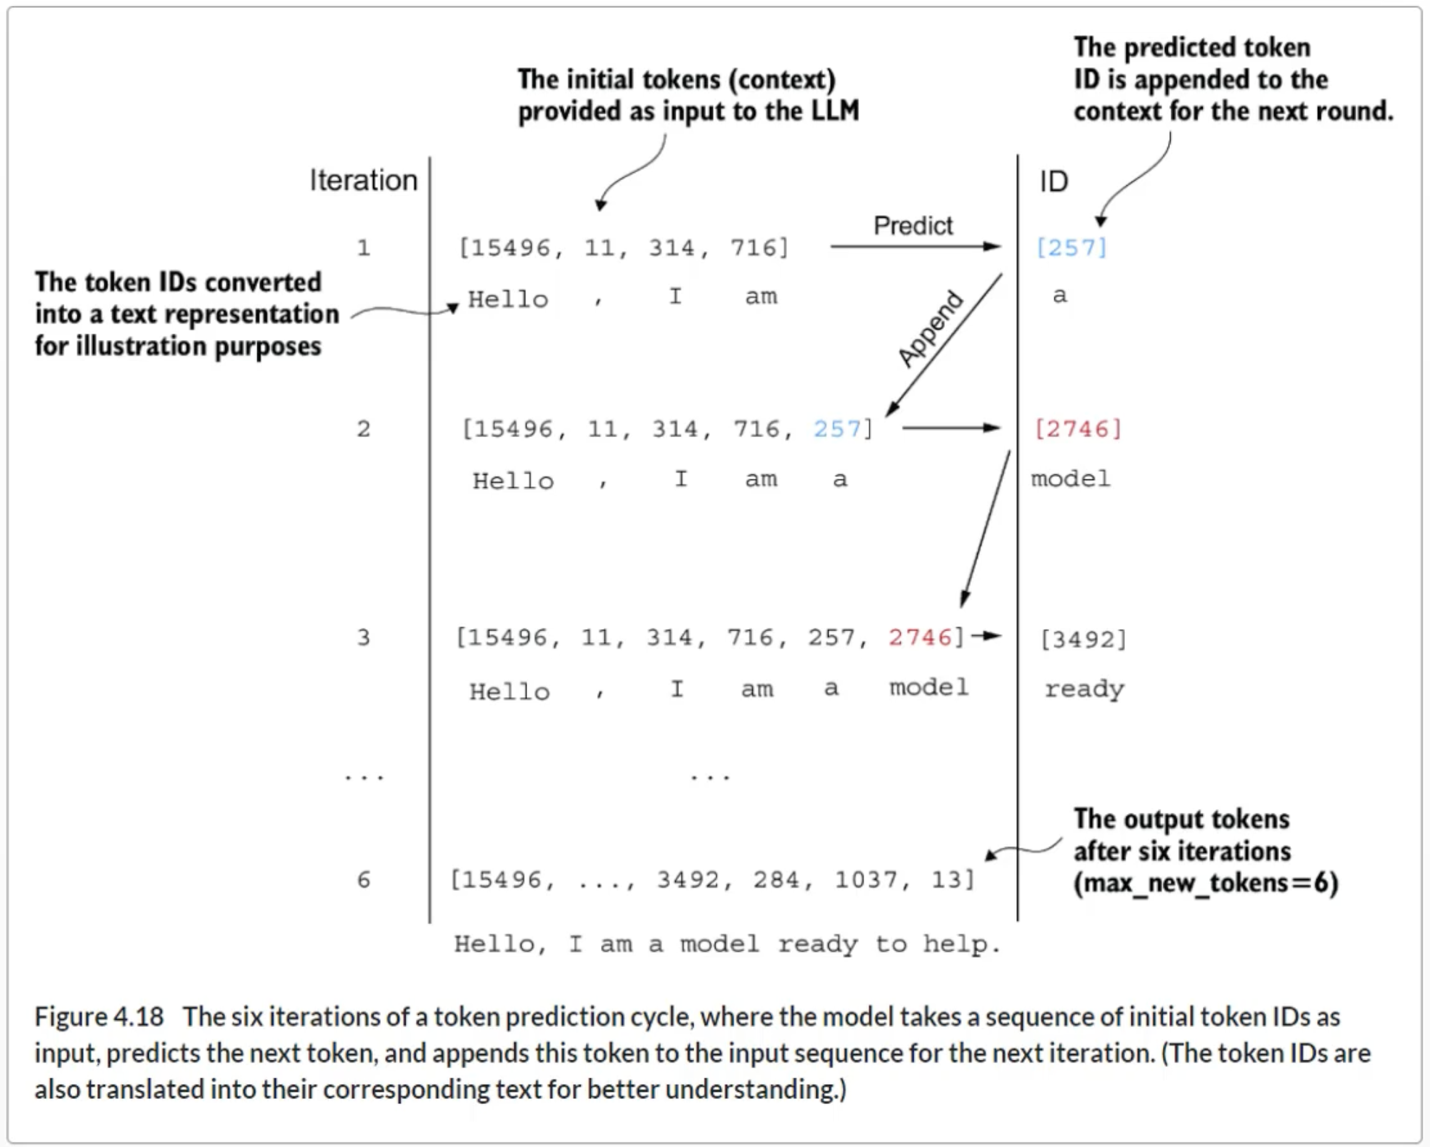 The predicted token
ID is appended to the
context for the next round.
The initial tokens (context)
provided as input to the LLM
Iteration
ID
Predict
1
[15496, 11, 314, 716]
[257]
The token IDs converted
into a text representation
for illustration purposes
Hello , I am
a
Append
2
[15496, 11, 314, 716, 257]
[2746]
Hello , I am a
model
3
[15496, 11, 314, 716, 257, 2746]
[3492]
Hello , I am a model
ready
...
...
The output tokens
after six iterations
(max_new_tokens=6)
6
[15496, ..., 3492, 284, 1037, 13]
Hello, I am a model ready to help.
Figure 4.18 The six iterations of a token prediction cycle, where the model takes a sequence of initial token IDs as
input, predicts the next token, and appends this token to the input sequence for the next iteration. (The token IDs are
also translated into their corresponding text for better understanding.)